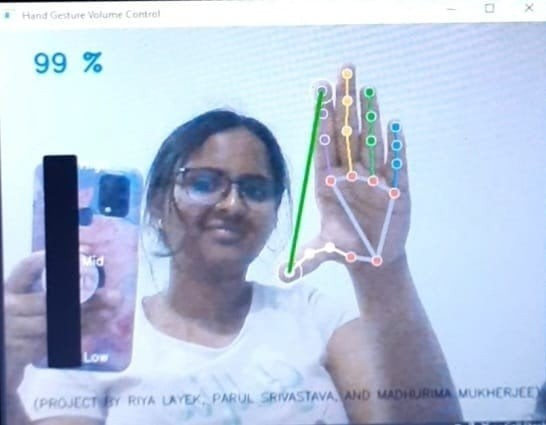 Hand Gesture Volume Control
99 %
Mid
Low
(PROJECT BY RIYA LAYEK, PARUL SRIVASTAVA, AND MADHURIMA MUKHERJEE)